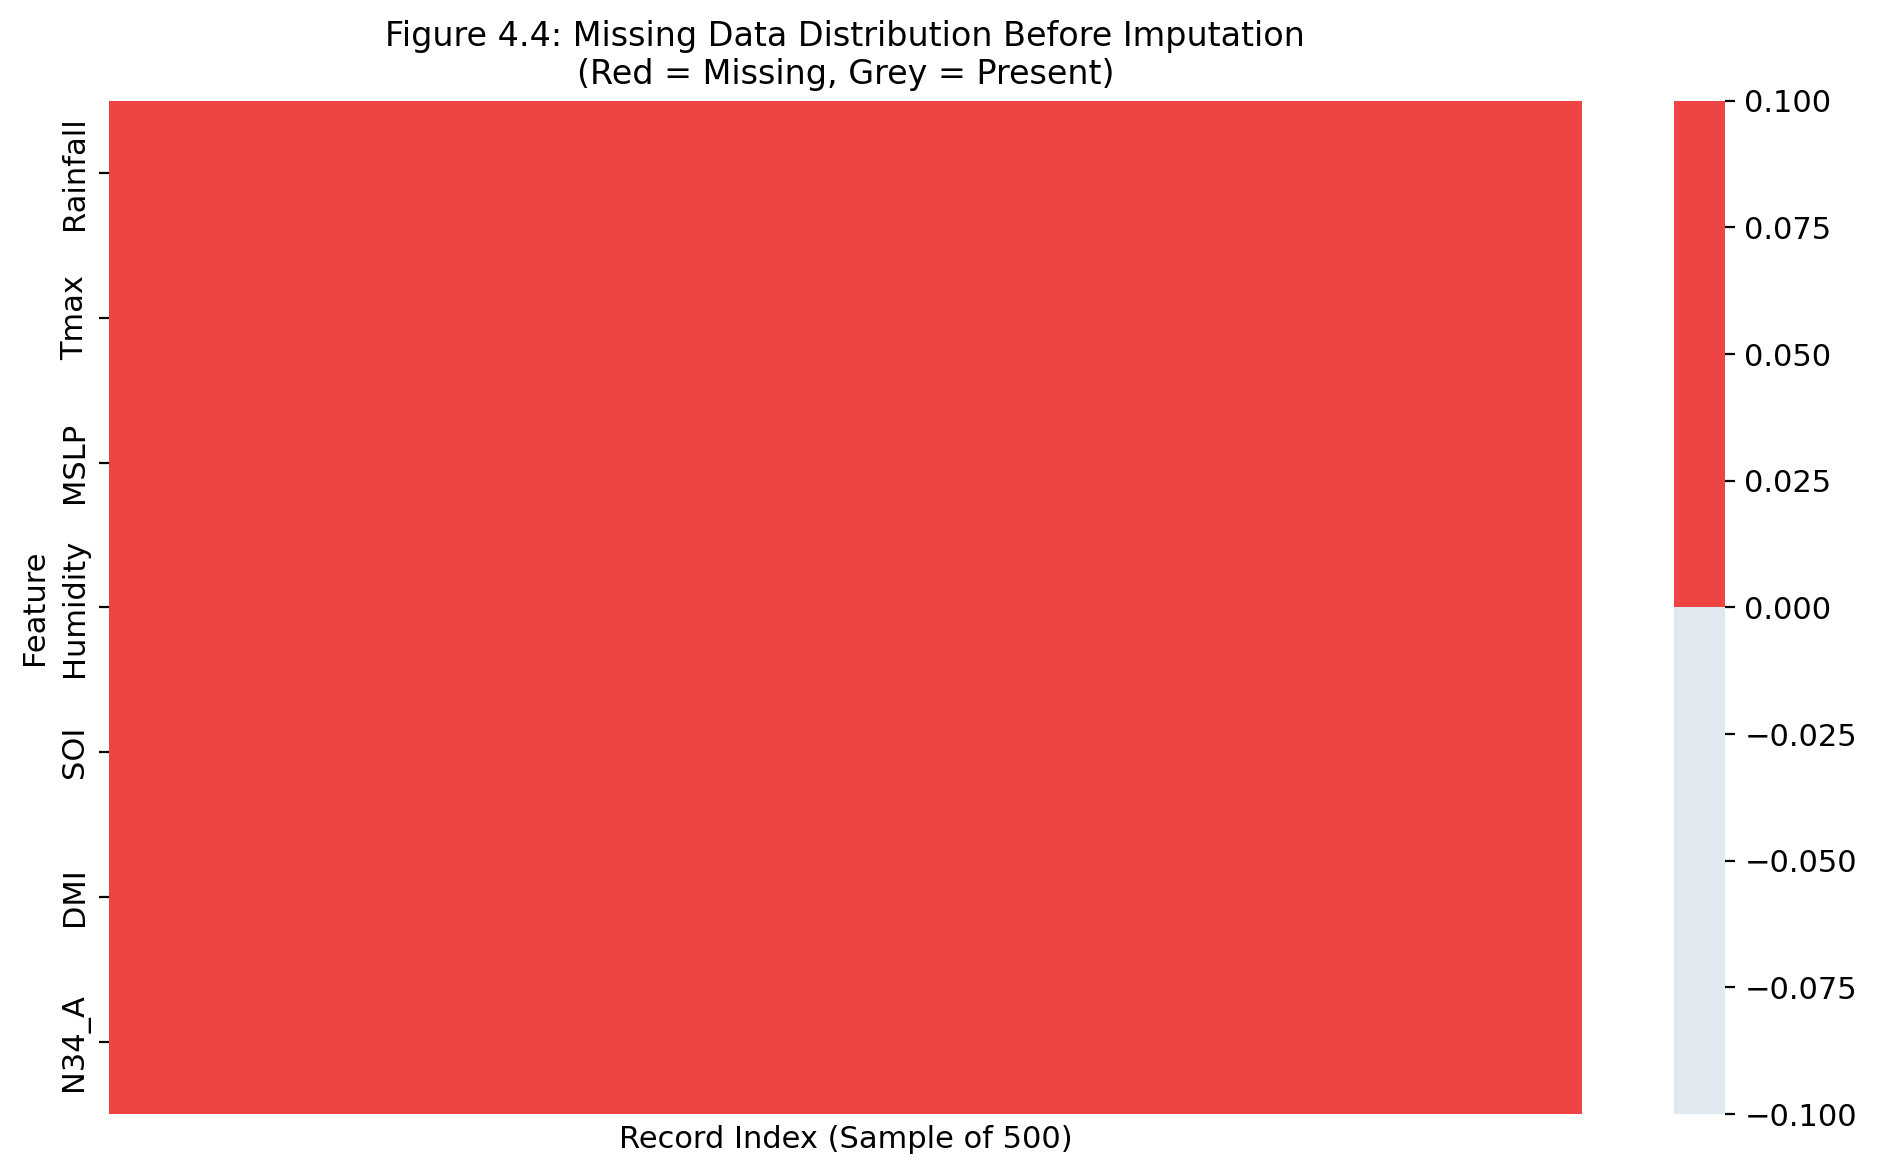 Figure 4.4: Missing Data Distribution Before Imputation
(Red = Missing, Grey = Present)
Feature
Rainfall
Tmax
MSLP
Humidity
SOI
DMI
N34_A
Record Index (Sample of 500)
0.100
0.075
0.050
0.025
0.000
−0.025
−0.050
−0.075
−0.100